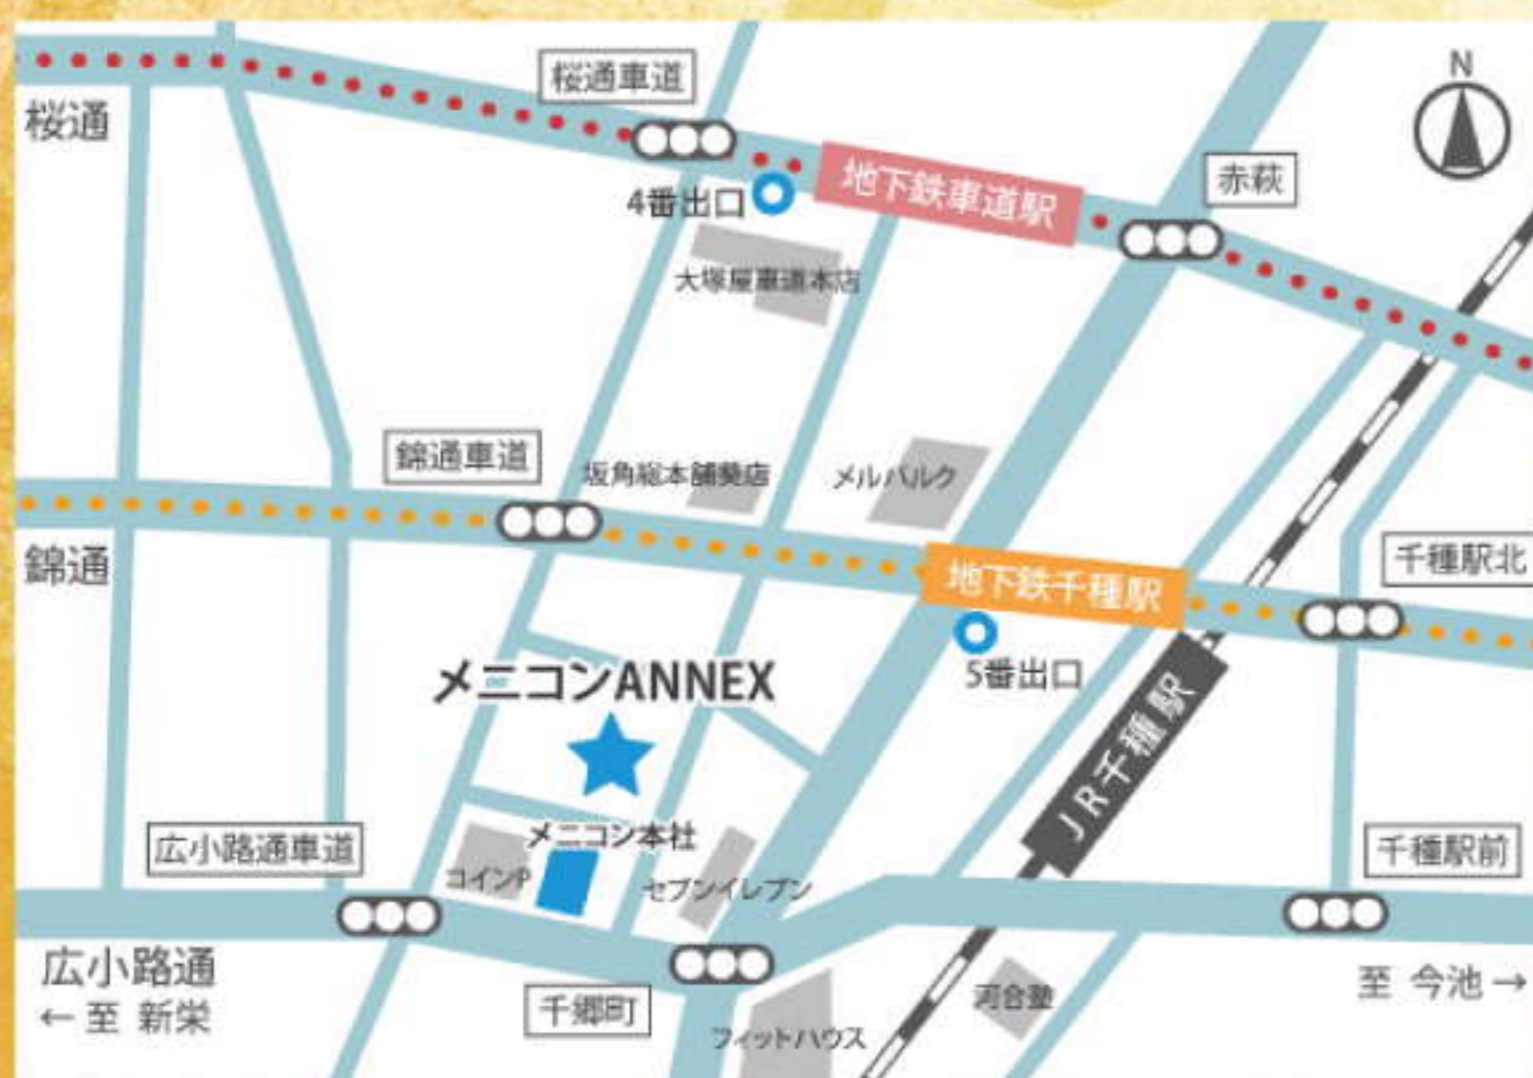 桜通車道
N
桜通
赤萩
地下鉄車道駅
4番出口
大塚屋車道本店
錦通車道
坂角総本舗葵店
メルパルク
錦通
千種駅北
地下鉄千種駅
5番出口
メニコンANNEX
JR千種駅
メニコン本社
広小路通車道
コインP
セブンイレブン
千種駅前
広小路通
←至 新栄
千郷町
フィットハウス
河合塾
至 今池→